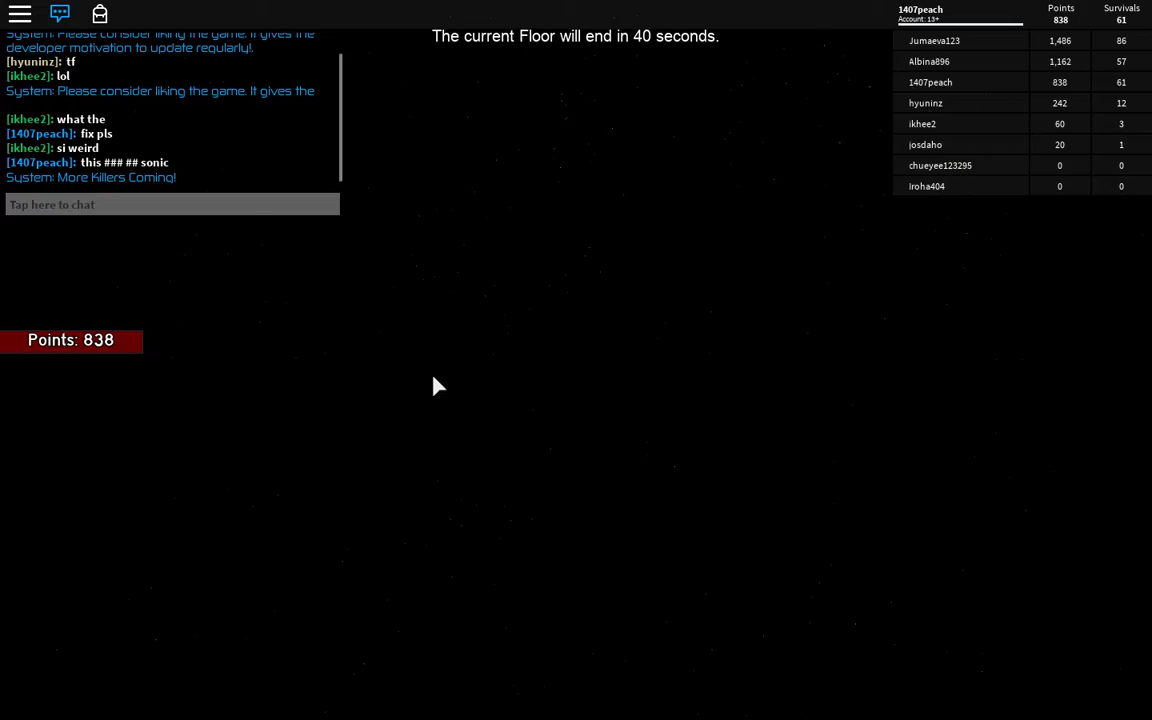 1407peach
Account: 13+
Points
838
Survivals
61
System: Please consider liking the game. It gives the
developer motivation to update regularly!.
[hyuninz]: tf
[ikhee2]: lol
System: Please consider liking the game. It gives the
[ikhee2]: what the
[1407peach]: fix pls
[ikhee2]: si weird
[1407peach]: this ### ## sonic
System: More Killers Coming!
Tap here to chat
The current Floor will end in 40 seconds.
Jumaeva123 1,486 86
Albina896 1,162 57
1407peach 838 61
hyuninz 242 12
ikhee2 60 3
josdaho 20 1
chueyee123295 0 0
Iroha404 0 0
Points: 838